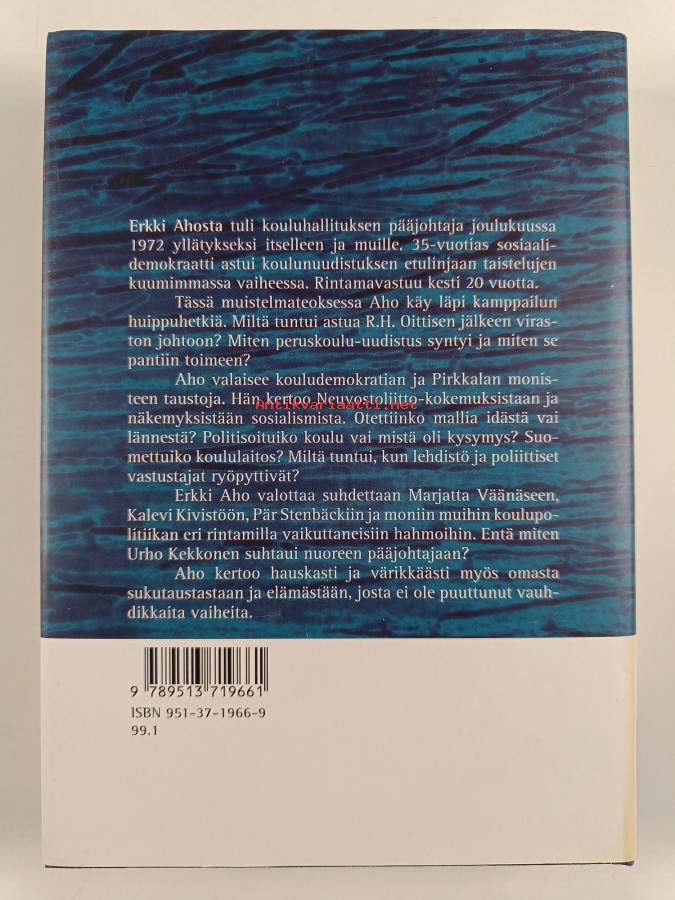 Erkki Ahosta tuli kouluhallituksen pääjohtaja joulukuussa
1972 yllätykseksi itselleen ja muille. 35-vuotias sosiaali-
demokraatti astui koulunuudistuksen etulinjaan taistelujen
kuumimmassa vaiheessa. Rintamavastuu kesti 20 vuotta.
Tässä muistelmateoksessa Aho käy läpi kamppailun
huippuhetkiä. Miltä tuntui astua R.H. Oittisen jälkeen viras-
ton johtoon? Miten peruskoulu-uudistus syntyi ja miten se
pantiin toimeen?
Aho valaisee kouludemokratian ja Pirkkalan monis-
teen taustoja. Hän kertoo Neuvostoliitto-kokemuksistaan ja
Antikvariaatti.net
näkemyksistään sosialismista. Otettiinko mallia idästä vai
lännestä? Politisoituiko koulu vai mistä oli kysymys? Suo-
mettuiko koululaitos? Miltä tuntui, kun lehdistö ja poliittiset
vastustajat ryöpyttivät?
Erkki Aho valottaa suhdettaan Marjatta Väänäseen,
Kalevi Kivistöön, Pär Stenbäckiin ja moniin muihin koulupo-
litiikan eri rintamilla vaikuttaneisiin hahmoihin. Entä miten
Urho Kekkonen suhtaui nuoreen pääjohtajaan?
Aho kertoo hauskasti ja värikkäästi myös omasta
sukutaustastaan ja elämästään, josta ei ole puuttunut vauh-
dikkaita vaiheita.
9 789513 719661
ISBN 951-37-1966-9
99.1